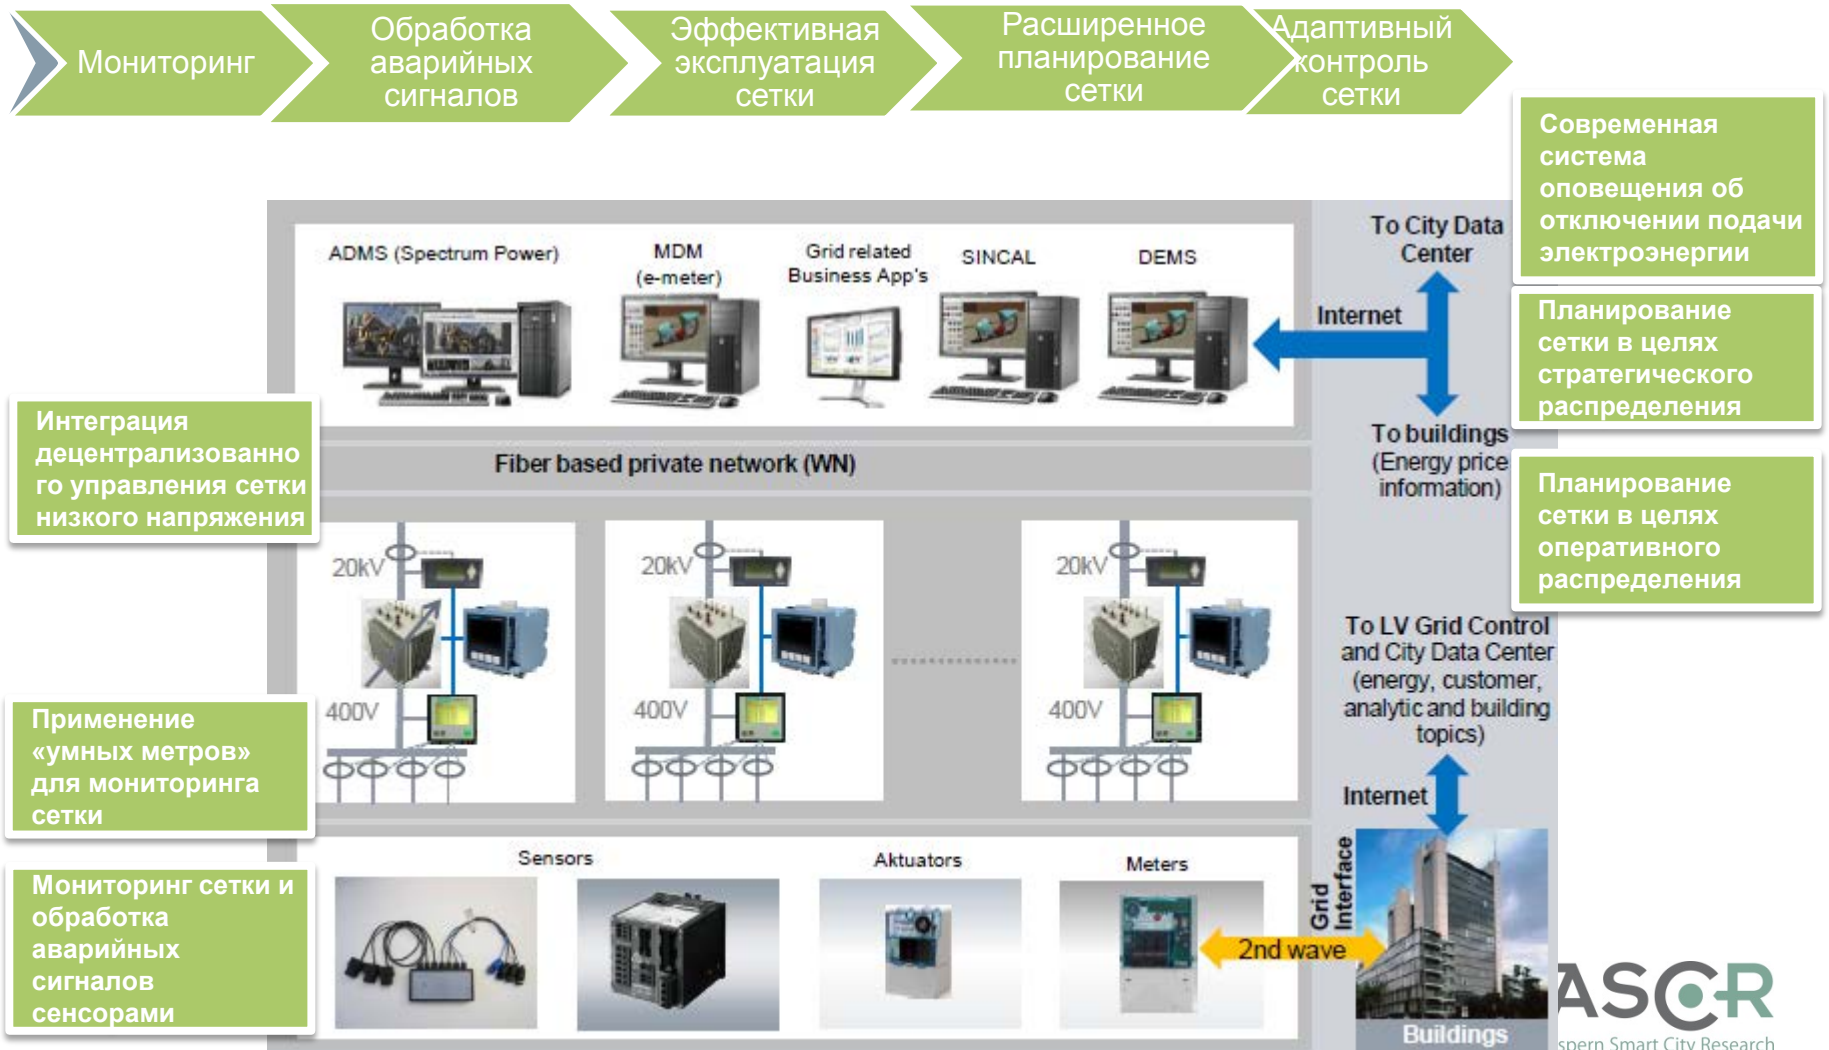 Мониторинг
Обработка
аварийных
сигналов
Эффективная
эксплуатация
сетки
Расширенное
планирование
сетки
Адаптивный
контроль
сетки
Современная
система
оповещения об
отключении подачи
электроэнергии
Планирование
сетки в целях
стратегического
распределения
Планирование
сетки в целях
оперативного
распределения
Интеграция
децентрализованно
го управления сетки
низкого напряжения
Применение
«умных метров»
для мониторинга
сетки
Мониторинг сетки и
обработка
аварийных
сигналов
сенсорами
ADMS (Spectrum Power)
MDM
(e-meter)
Grid related
Business App's
SINCAL
DEMS
To City Data
Center
Internet
To buildings
(Energy price
information)
Fiber based private network (WN)
20kV
400V
20kV
400V
20kV
400V
To LV Grid Control
and City Data Center
(energy, customer,
analytic and building
topics)
Internet
Sensors
Aktuators
Meters
Grid
Interface
2nd wave
Buildings
ASCR
spern Smart City Research